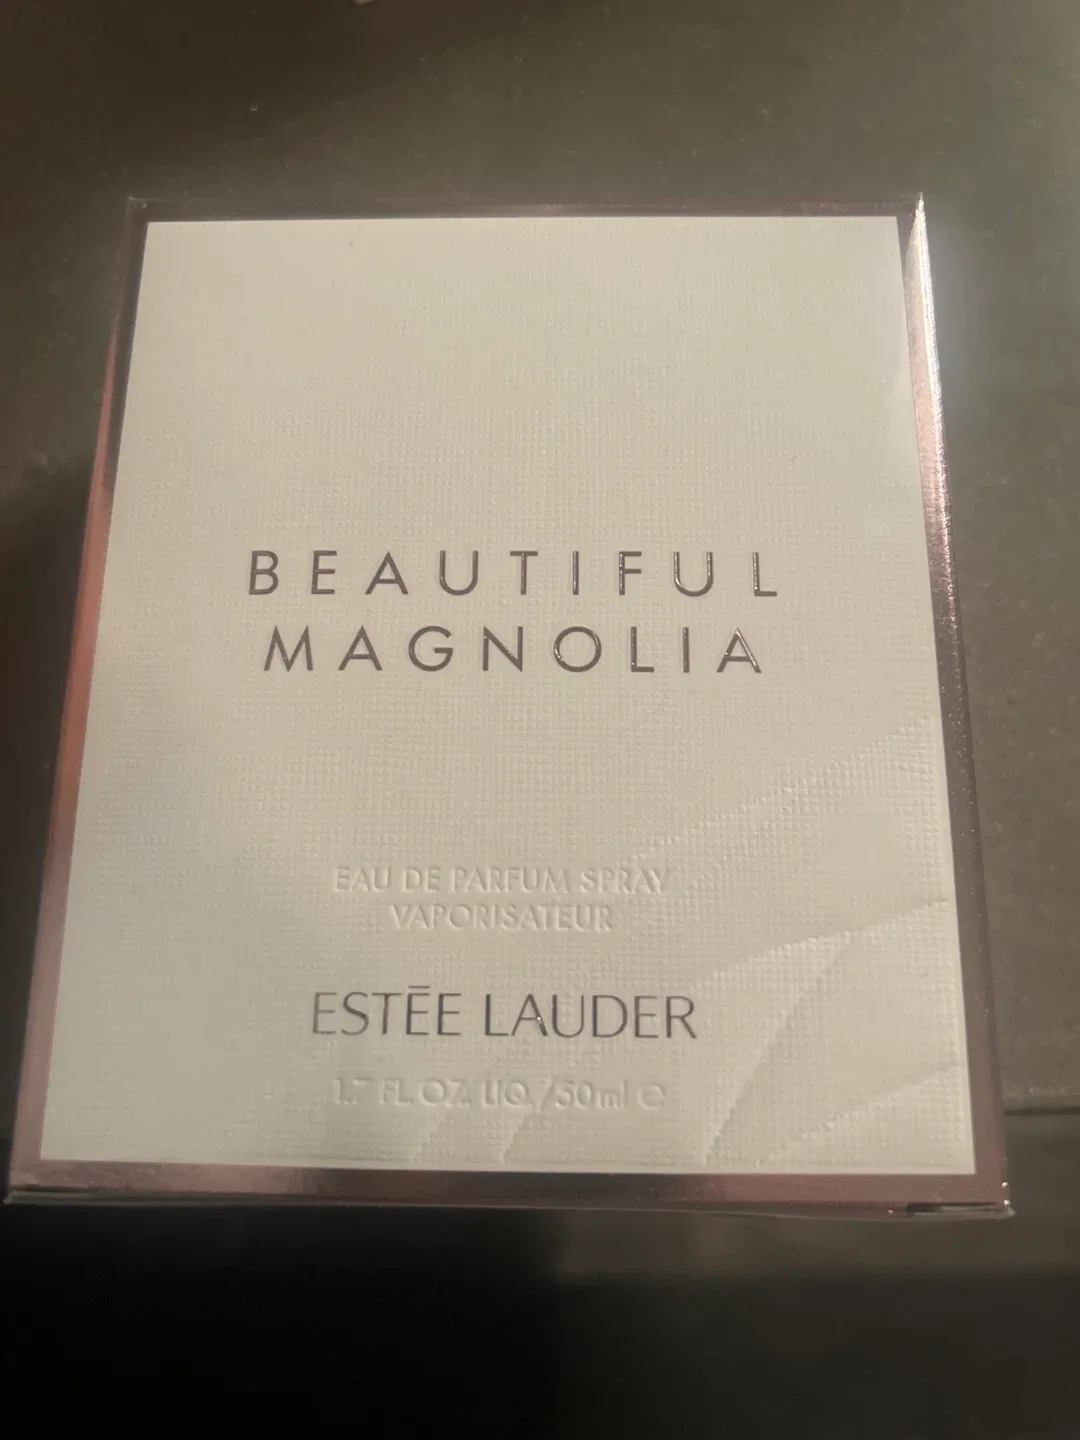 BEAUTIFUL
MAGNOLIA
EAU DE PARFUM SPRAY
VAPORISATEUR
ESTĒE LAUDER
1.7 FL. OZ. LIQ./50ml ℮